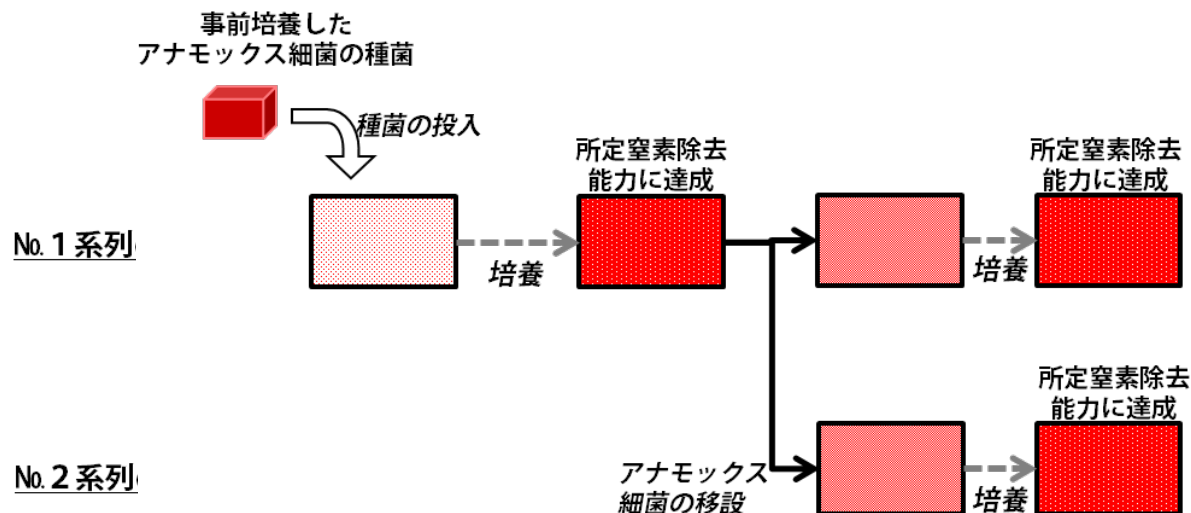 事前培養した
アナモックス細菌の種菌
種菌の投入
所定窒素除去
能力に達成
所定窒素除去
能力に達成
№1系列
培養
培養
所定窒素除去
能力に達成
№2系列
アナモックス
細菌の移設
培養